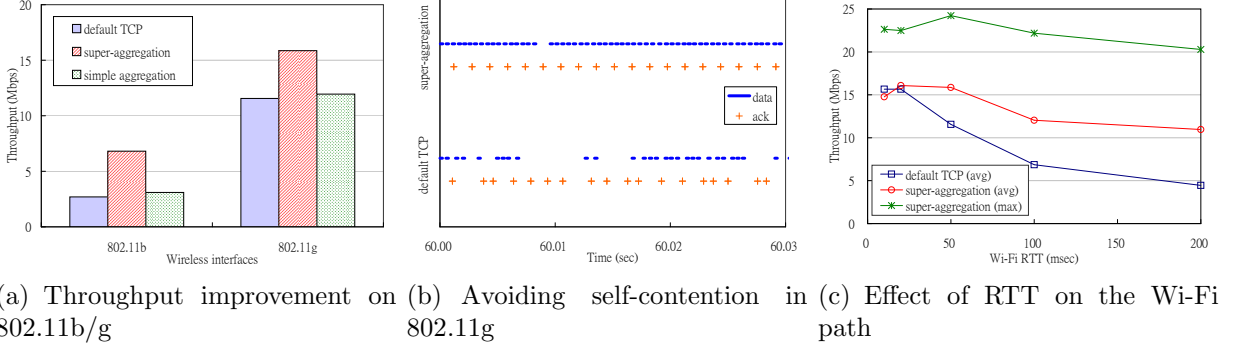 20
15
10
5
0
Throughput (Mbps)
default TCP
super-aggregation
simple aggregation
802.11b
802.11g
Wireless interfaces
super-aggregation
default TCP
data
ack
60.00
60.01
60.02
60.03
Time (sec)
25
20
15
10
5
0
Throughput (Mbps)
default TCP (avg)
super-aggregation (avg)
super-aggregation (max)
0
50
100
150
200
Wi-Fi RTT (msec)
(a) Throughput improvement on
802.11b/g
(b) Avoiding self-contention in
802.11g
(c) Effect of RTT on the Wi-Fi
path